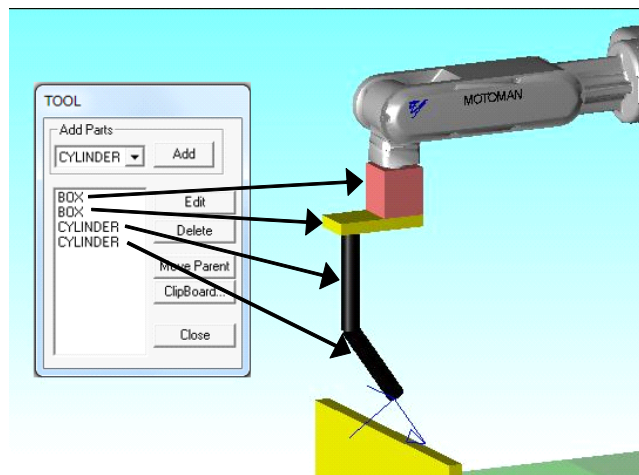 TOOL
Add Parts
CYLINDER
Add
BOX
BOX
CYLINDER
CYLINDER
Edit
Delete
Move Parent
ClipBoard...
Close
MOTOMAN